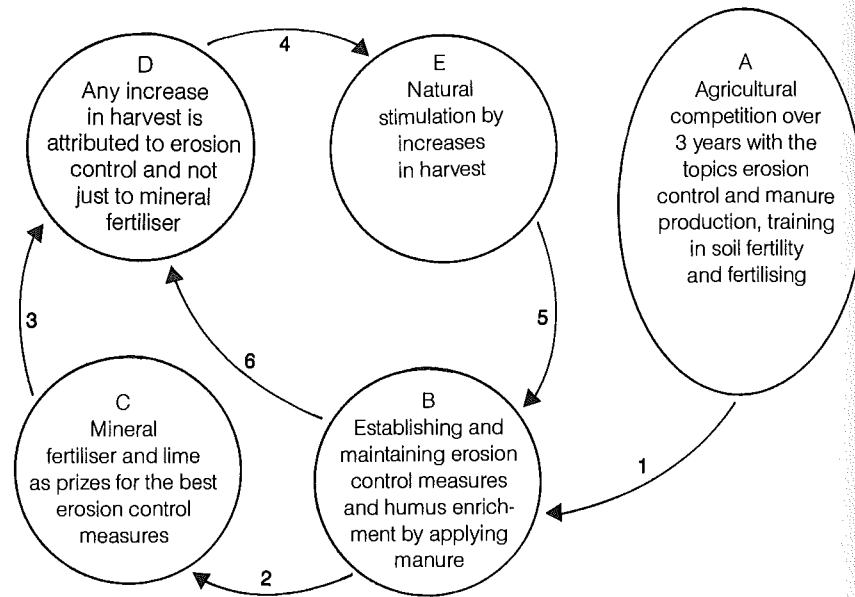 D
Any increase
in harvest is
attributed to erosion
control and not
just to mineral
fertiliser
4
E
Natural
stimulation by
increases
in harvest
A
Agricultural
competition over
3 years with the
topics erosion
control and manure
production, training
in soil fertility
and fertilising
3
6
5
C
Mineral
fertiliser and lime
as prizes for the best
erosion control
measures
B
Establishing and
maintaining erosion
control measures
and humus enrich-
ment by applying
manure
1
2